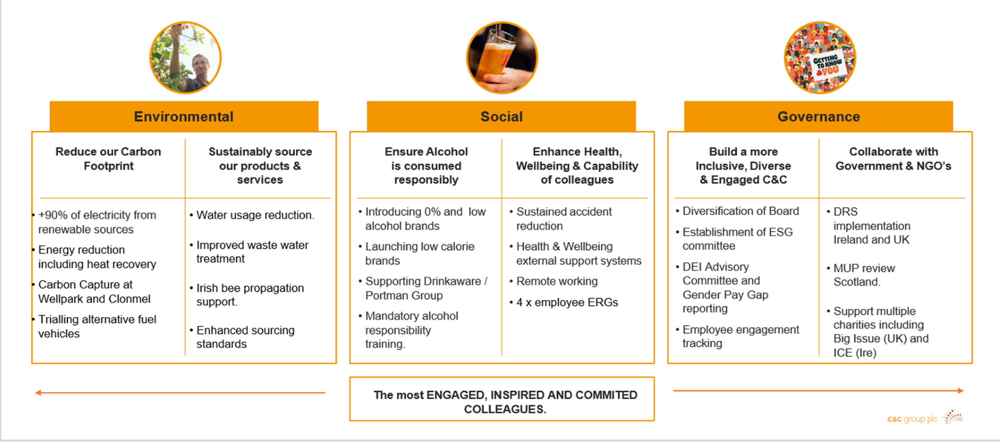 GETTING
TO KNOW
YOU
Environmental
Reduce our Carbon
Footprint
• +90% of electricity from
renewable sources
• Energy reduction
including heat recovery
• Carbon Capture at
Wellpark and Clonmel
• Trialling alternative fuel
vehicles
Sustainably source
our products &
services
• Water usage reduction.
• Improved waste water
treatment
• Irish bee propagation
support.
• Enhanced sourcing
standards
Social
Ensure Alcohol
is consumed
responsibly
• Introducing 0% and  low
alcohol brands
• Launching low calorie
brands
• Supporting Drinkaware /
Portman Group
• Mandatory alcohol
responsibility
training.
Enhance Health,
Wellbeing & Capability
of colleagues
• Sustained accident
reduction
• Health & Wellbeing
external support systems
• Remote working
• 4 x employee ERGs
Governance
Build a more
Inclusive, Diverse
& Engaged C&C
• Diversification of Board
• Establishment of ESG
committee
• DEI Advisory
Committee and
Gender Pay Gap
reporting
• Employee engagement
tracking
Collaborate with
Government & NGO’s
• DRS
implementation
Ireland and UK
• MUP review
Scotland.
• Support multiple
charities including
Big Issue (UK) and
ICE (Ire)
The most ENGAGED, INSPIRED AND COMMITED
COLLEAGUES.
C&C group plc